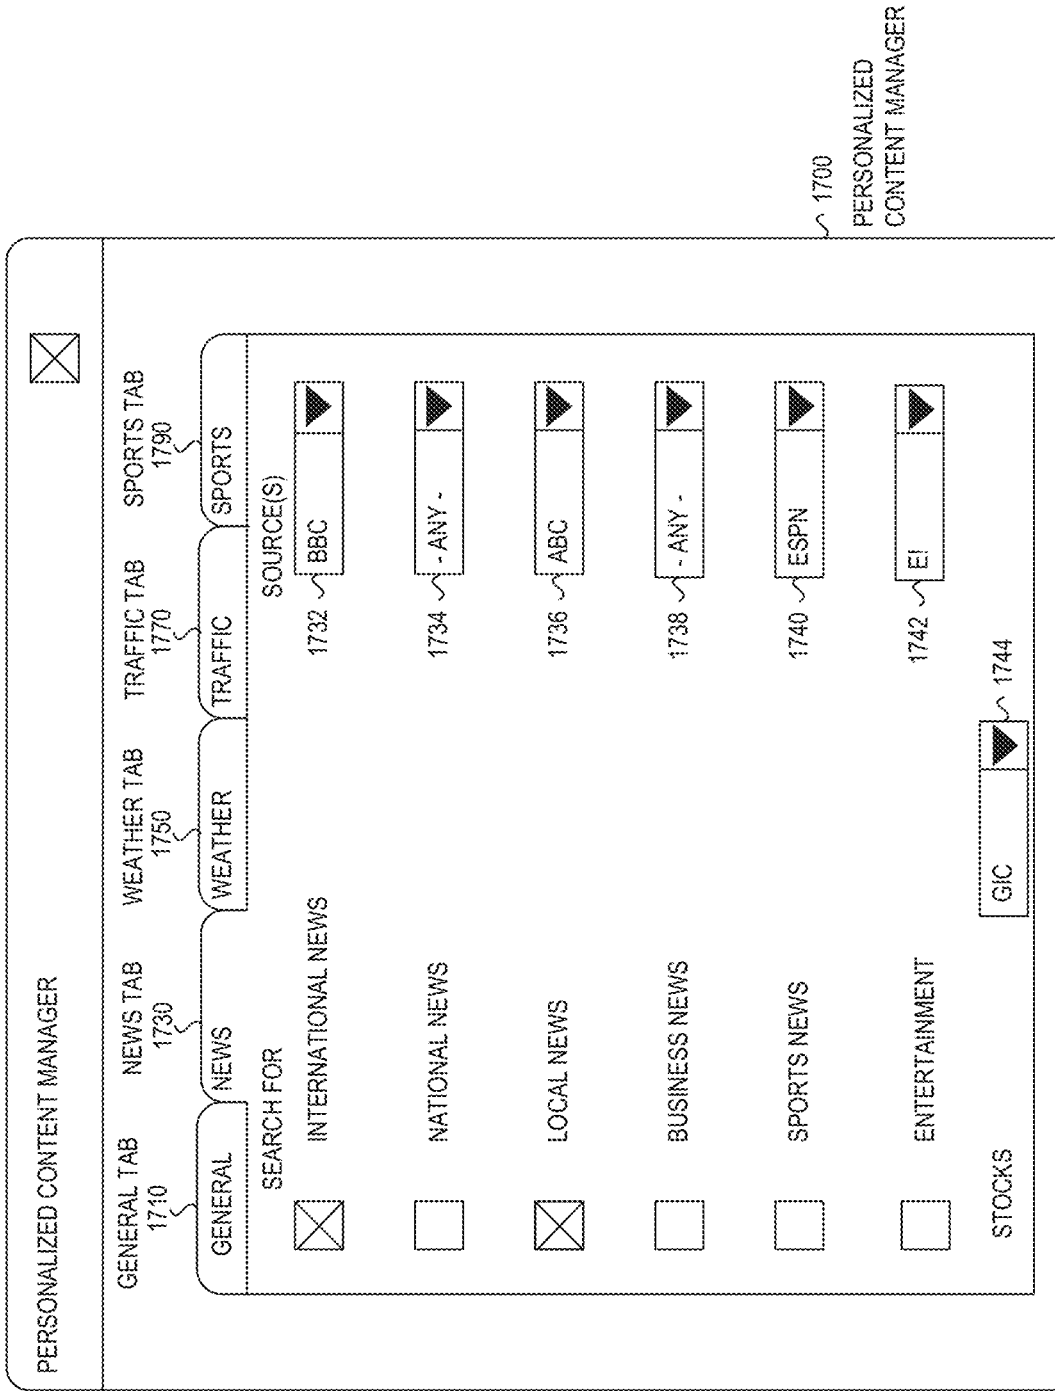 PERSONALIZED CONTENT MANAGER
GENERAL TAB
1710
NEWS TAB
1730
WEATHER TAB
1750
TRAFFIC TAB
1770
SPORTS TAB
1790
GENERAL
NEWS
WEATHER
TRAFFIC
SPORTS
SEARCH FOR
SOURCE(S)
INTERNATIONAL NEWS
1732
BBC
NATIONAL NEWS
1734
- ANY -
LOCAL NEWS
1736
ABC
BUSINESS NEWS
1738
- ANY -
SPORTS NEWS
1740
ESPN
ENTERTAINMENT
1742
E!
STOCKS
GIC
1744
1700
PERSONALIZED
CONTENT MANAGER